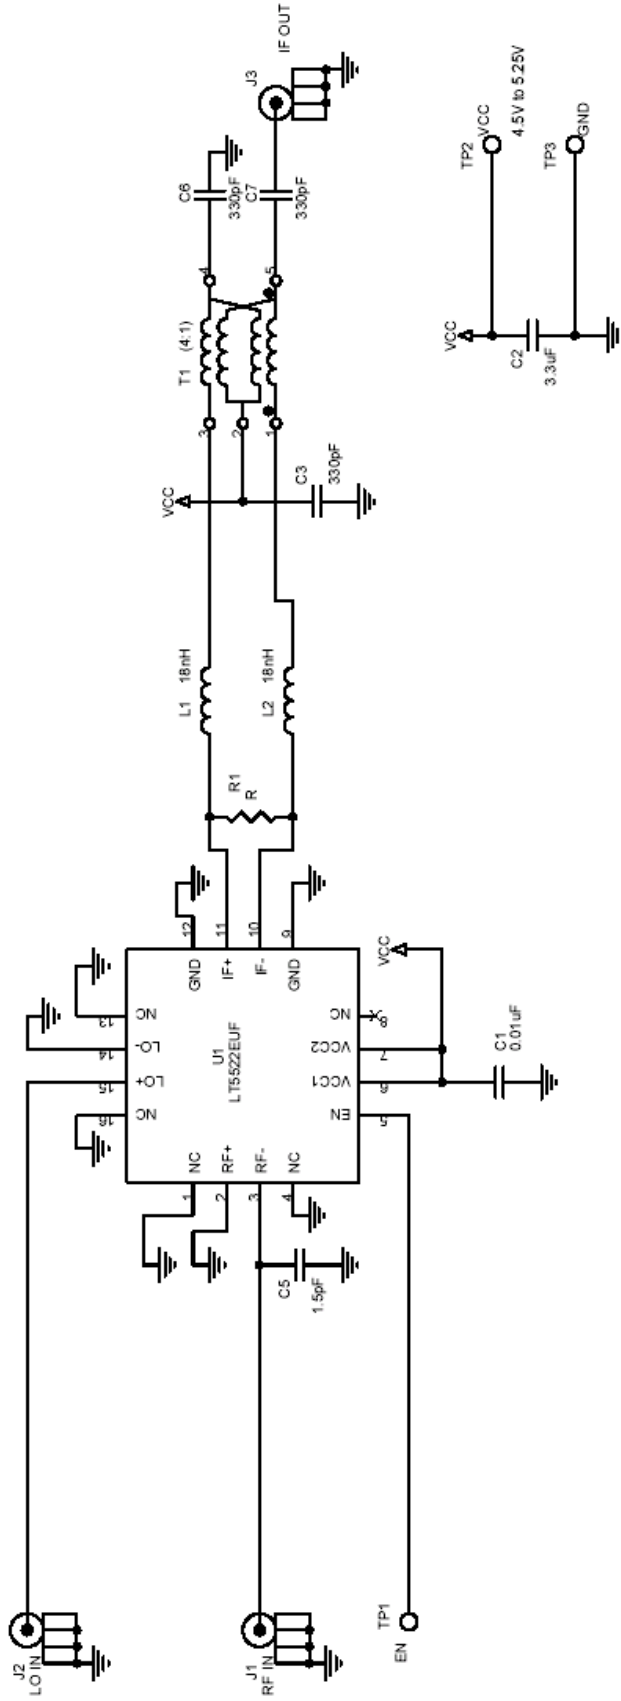 J2
LO IN
J1
RF IN
TP1
EN
U1
LT5522EUF
1
NC
2
RF+
3
RF-
4
NC
5
EN
6
VCC1
7
VCC2
8
NC
9
GND
10
IF-
11
IF+
12
GND
13
NC
14
LO-
15
LO+
16
NC
C5
1.5pF
C1
0.01uF
VCC
R1
R
L1 18nH
L2 18nH
VCC
C3
330pF
T1 (4:1)
3
2
1
4
5
C6
330pF
C7
330pF
J3
IF OUT
VCC
C2
3.3uF
TP2
VCC
4.5V to 5.25V
TP3
GND